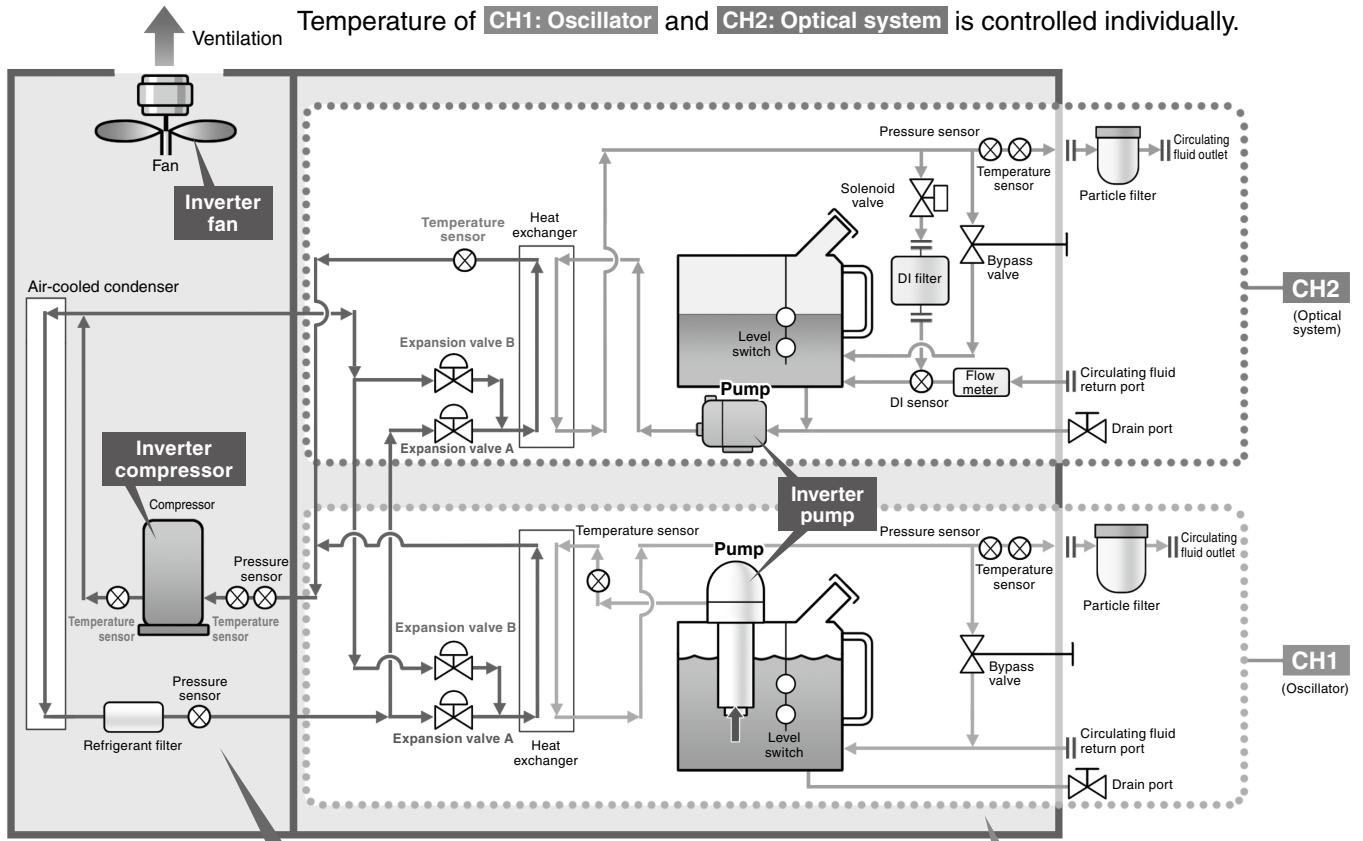 Temperature of CH1: Oscillator and CH2: Optical system is controlled individually.
Ventilation
Fan
Inverter
fan
Air-cooled condenser
Inverter
compressor
Compressor
Pressure
sensor
Temperature
sensor
Temperature
sensor
Pressure
sensor
Refrigerant filter
Temperature
sensor
Heat
exchanger
Expansion valve B
Expansion valve A
Level
switch
Pump
Solenoid
valve
DI filter
DI sensor
Flow
meter
Pressure sensor
Temperature
sensor
Bypass
valve
Particle filter
Circulating
fluid outlet
Circulating fluid
return port
Drain port
CH2
(Optical
system)
Inverter
pump
Temperature sensor
Pump
Expansion valve B
Expansion valve A
Heat
exchanger
Level
switch
Pressure sensor
Temperature
sensor
Bypass
valve
Particle filter
Circulating
fluid outlet
Circulating fluid
return port
Drain port
CH1
(Oscillator)